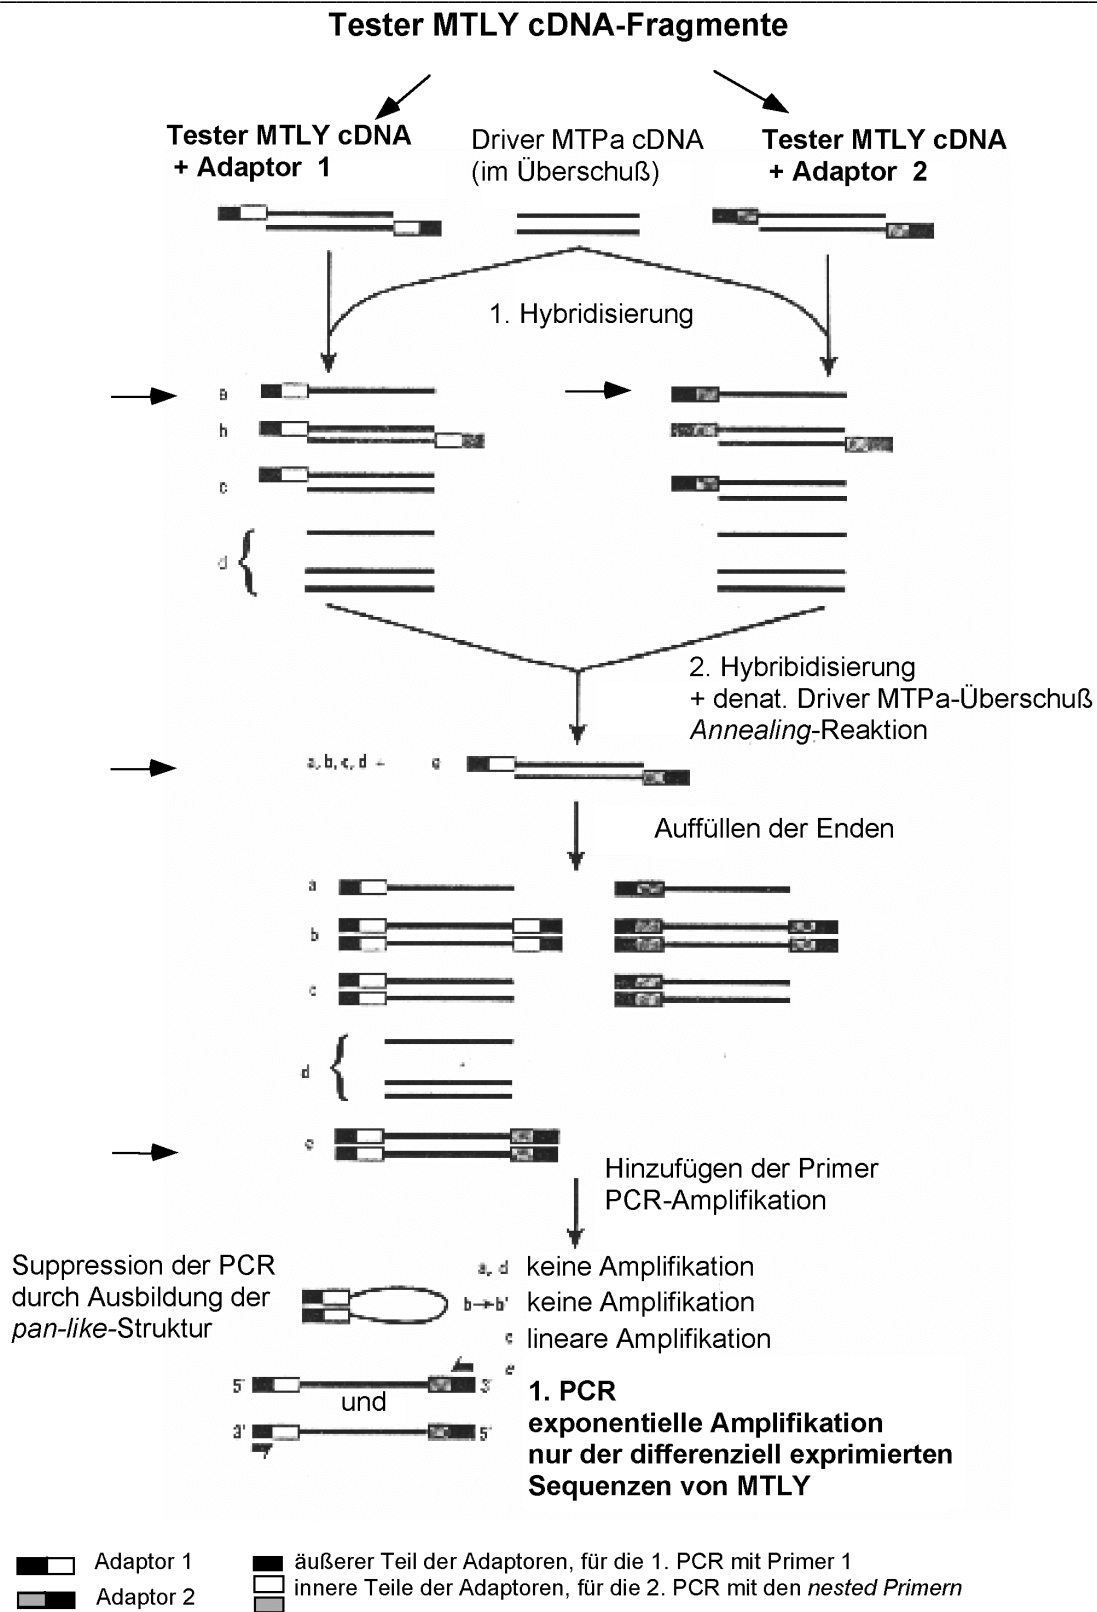 Tester MTLY cDNA-Fragmente
Tester MTLY cDNA
+ Adaptor 1
Driver MTPa cDNA
(im Überschuß)
Tester MTLY cDNA
+ Adaptor 2
1. Hybridisierung
a
b
c
d
2. Hybribidisierung
+ denat. Driver MTPa-Überschuß
Annealing-Reaktion
a, b, c, d + e
Auffüllen der Enden
a
b
c
d
e
Hinzufügen der Primer
PCR-Amplifikation
Suppression der PCR
durch Ausbildung der
pan-like-Struktur
a, d keine Amplifikation
b→b' keine Amplifikation
c lineare Amplifikation
e
5' 3'
und
3' 5'
1. PCR
exponentielle Amplifikation
nur der differenziell exprimierten
Sequenzen von MTLY
Adaptor 1
Adaptor 2
äußerer Teil der Adaptoren, für die 1. PCR mit Primer 1
innere Teile der Adaptoren, für die 2. PCR mit den nested Primern